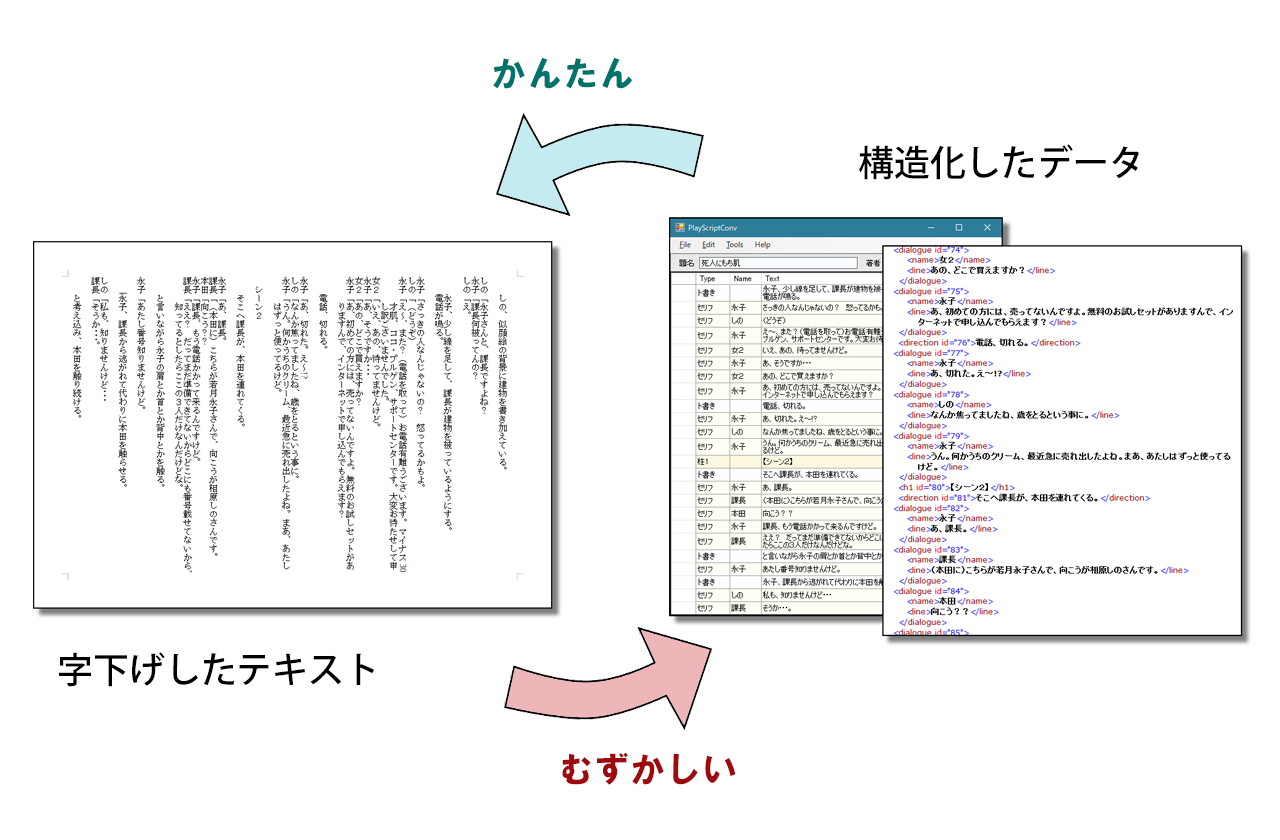 かんたん
構造化したデータ
しの、似顔絵の背景に建物を書き加えている。
しの「永子さんと、課長ですよね?
永子「課長何被ってんの?
しの「え。
永子、少し線を足して、課長が建物を被っているようにする。
電話が鳴る。
永子「さっきの人なんじゃないの? 怒ってるかもよ。
しの「(どうぞ)
永子「え〜、また?(電話を取って)お電話有難うございます。マイナス30
才肌、ココ・ブルゲン、サポートセンターです。大変お待たせして申
し訳ございませんでした。
女2「いえ、あの、待ってませんけど。
永子「あ、そうですか・・・
女2「あの、どこで買えますか?
永子「あ、初めての方には、売ってないんですよ。無料のお試しセットがあ
りますんで、インターネットで申し込んでもらえます?
電話、切れる。
永子「あ、切れた。え〜!?
しの「なんか焦ってましたね、歳をとるという事に。
永子「うん。何かうちのクリーム、最近急に売れ出したよね。まあ、あたし
はずっと使ってるけど。
シーン2
そこへ課長が、本田を連れてくる。
永子「あ、課長。
課長「(本田に)こちらが若月永子さんで、向こうが相原しのさんです。
本田「向こう??
永子「課長、もう電話かかって来るんですけど。
課長「ええ? だってまだ準備できてないからどこにも番号載せてないから、
知ってるとしたらここの3人だけなんだけどな。
と言いながら永子の肩とか首とか背中とかを触る。
永子「あたし番号知りませんけど。
永子、課長から逃がれて代わりに本田を触らせる。
しの「私も、知りませんけど・・・
課長「そうか・・・。
と考え込み、本田を触り続ける。
PlayScriptConv
File Edit Tools Help
題名 死人にもち肌 著者
Type Name Text
ト書き 永子、少し線を足して、課長が建物を被
電話が鳴る。
セリフ 永子 さっきの人なんじゃないの? 怒ってるかも
セリフ しの (どうぞ)
セリフ 永子 え〜、また?(電話を取って)お電話有難
ブルゲン、サポートセンターです。大変お待
セリフ 女2 いえ、あの、待ってませんけど。
セリフ 永子 あ、そうですか・・・
セリフ 女2 あの、どこで買えますか?
セリフ 永子 あ、初めての方には、売ってないんですよ。
インターネットで申し込んでもらえます?
ト書き 電話、切れる。
セリフ 永子 あ、切れた。え〜!?
セリフ しの なんか焦ってましたね、歳をとるという事に。
セリフ 永子 うん。何かうちのクリーム、最近急に売れ出
るけど。
柱1 【シーン2】
ト書き そこへ課長が、本田を連れてくる。
セリフ 永子 あ、課長。
セリフ 課長 (本田に)こちらが若月永子さんで、向こう
セリフ 本田 向こう??
セリフ 永子 課長、もう電話かかって来るんですけど。
セリフ 課長 ええ? だってまだ準備できてないからどこに
たらここの3人だけなんだけどな。
ト書き と言いながら永子の肩とか首とか背中とか
セリフ 永子 あたし番号知りませんけど。
ト書き 永子、課長から逃がれて代わりに本田を
セリフ しの 私も、知りませんけど・・・
セリフ 課長 そうか・・・。
<dialogue id="74">
<name>女2</name>
<line>あの、どこで買えますか?</line>
</dialogue>
<dialogue id="75">
<name>永子</name>
<line>あ、初めての方には、売ってないんですよ。無料のお試しセットがありますんで、イン
ターネットで申し込んでもらえます?</line>
</dialogue>
<direction id="76">電話、切れる。</direction>
<dialogue id="77">
<name>永子</name>
<line>あ、切れた。え〜!?</line>
</dialogue>
<dialogue id="78">
<name>しの</name>
<line>なんか焦ってましたね、歳をとるという事に。</line>
</dialogue>
<dialogue id="79">
<name>永子</name>
<line>うん。何かうちのクリーム、最近急に売れ出したよね。まあ、あたしはずっと使ってる
けど。</line>
</dialogue>
<h1 id="80">【シーン2】</h1>
<direction id="81">そこへ課長が、本田を連れてくる。</direction>
<dialogue id="82">
<name>永子</name>
<line>あ、課長。</line>
</dialogue>
<dialogue id="83">
<name>課長</name>
<line>(本田に)こちらが若月永子さんで、向こうが相原しのさんです。</line>
</dialogue>
<dialogue id="84">
<name>本田</name>
<line>向こう??</line>
</dialogue>
<dialogue id="85">
字下げしたテキスト
むずかしい